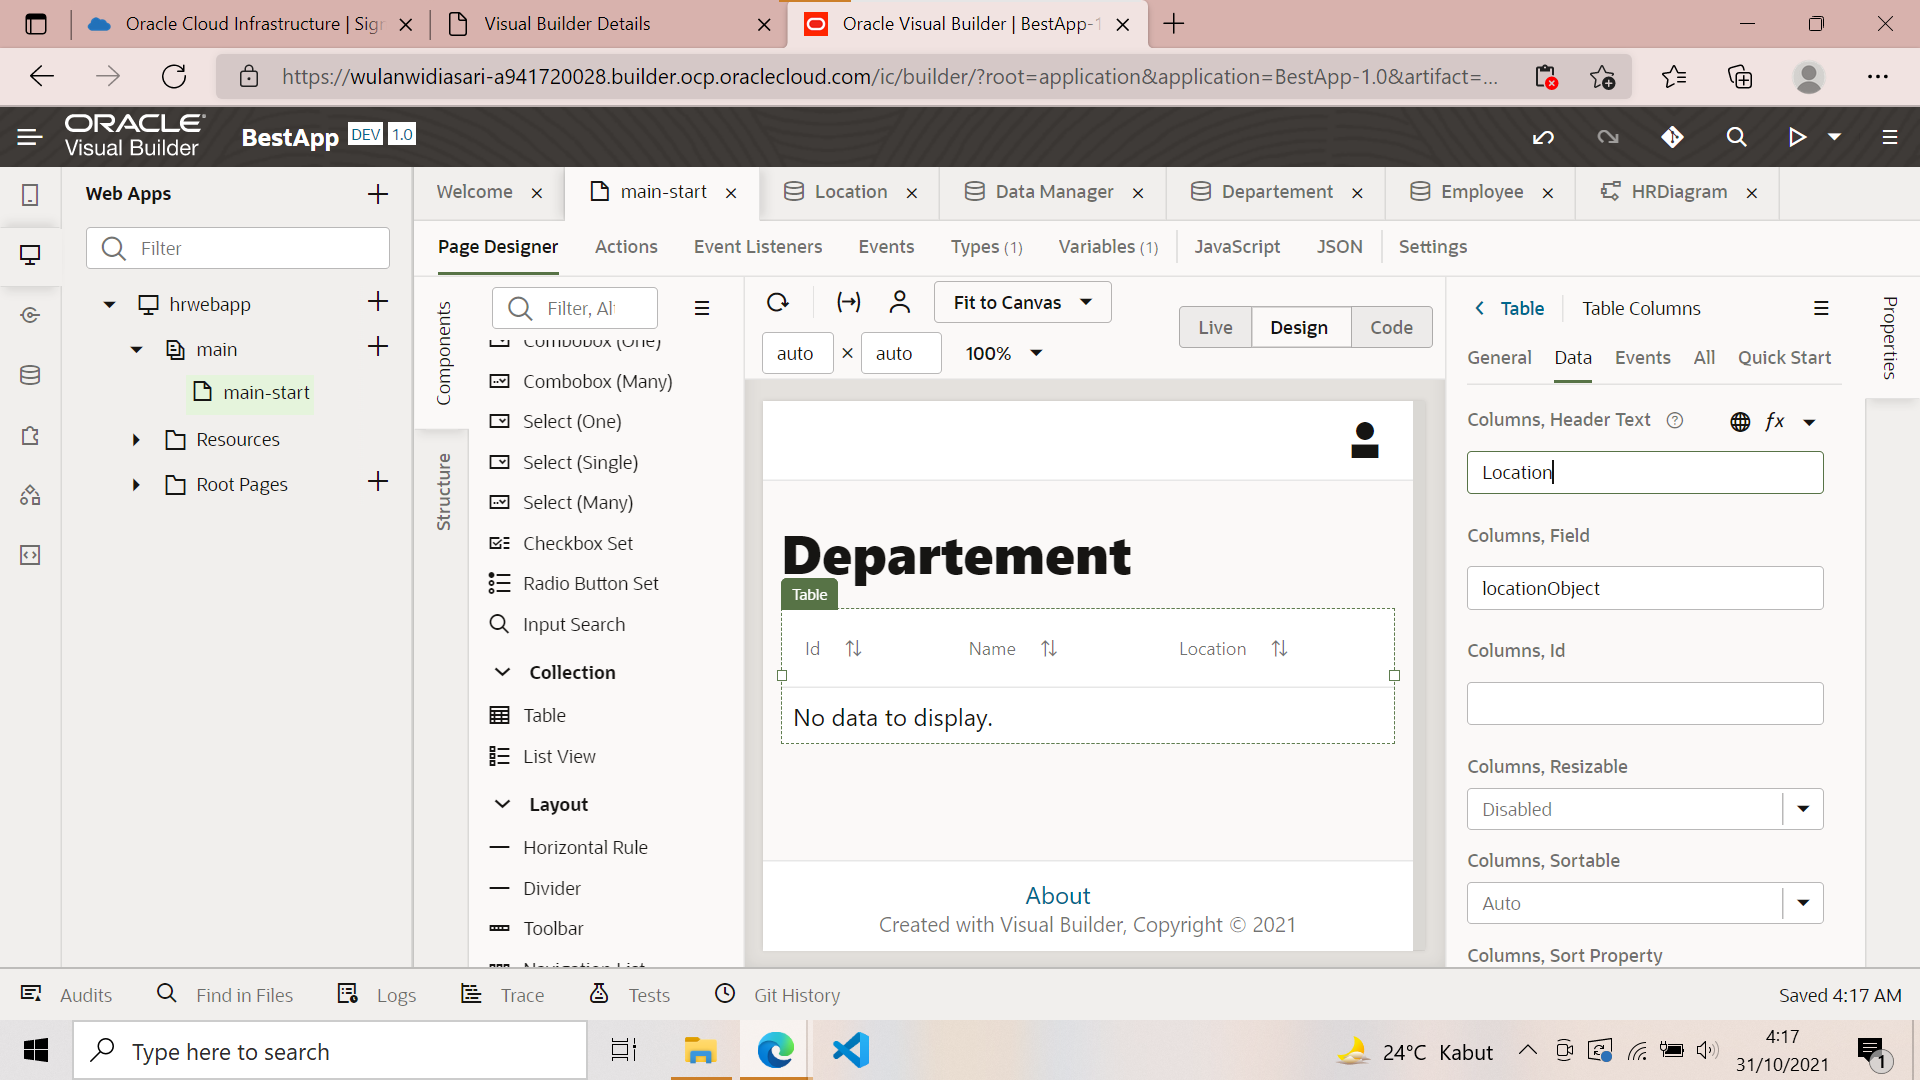 Oracle Cloud Infrastructure | Sign
Visual Builder Details
Oracle Visual Builder | BestApp-1
https://wulanwidiasari-a941720028.builder.ocp.oraclecloud.com/ic/builder/?root=application&application=BestApp-1.0&artifact=...
ORACLE
Visual Builder
BestApp DEV 1.0
Web Apps
Filter
hrwebapp
main
main-start
Resources
Root Pages
Welcome
main-start
Location
Data Manager
Departement
Employee
HRDiagram
Page Designer
Actions
Event Listeners
Events
Types (1)
Variables (1)
JavaScript
JSON
Settings
Components
Structure
Filter, Al
Combobox (One)
Combobox (Many)
Select (One)
Select (Single)
Select (Many)
Checkbox Set
Radio Button Set
Input Search
Collection
Table
List View
Layout
Horizontal Rule
Divider
Toolbar
Navigation List
Fit to Canvas
Live
Design
Code
auto × auto
100%
Departement
Table
Id
Name
Location
No data to display.
About
Created with Visual Builder, Copyright © 2021
Table
Table Columns
General
Data
Events
All
Quick Start
Properties
Columns, Header Text
fx
Location
Columns, Field
locationObject
Columns, Id
Columns, Resizable
Disabled
Columns, Sortable
Auto
Columns, Sort Property
Audits
Find in Files
Logs
Trace
Tests
Git History
Saved 4:17 AM
Type here to search
24°C Kabut
4:17
31/10/2021
1